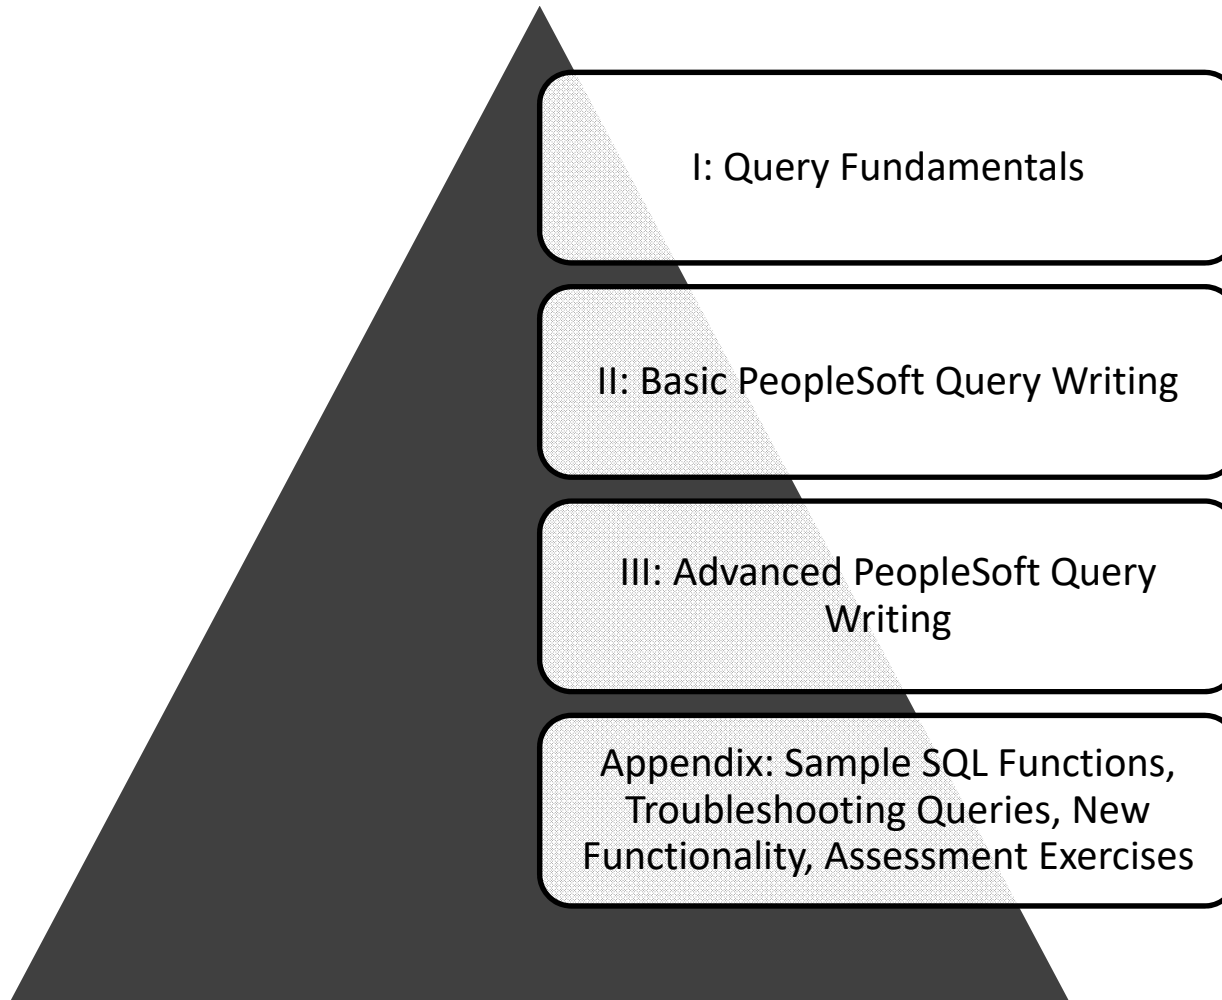 I: Query Fundamentals
II: Basic PeopleSoft Query Writing
III: Advanced PeopleSoft Query
Writing
Appendix: Sample SQL Functions,
Troubleshooting Queries, New
Functionality, Assessment Exercises